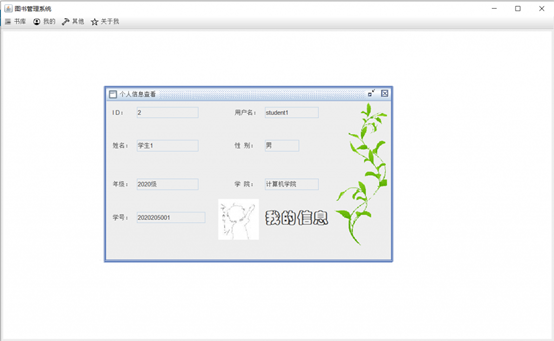 图书管理系统
书库 我的 其他 关于我
个人信息查看
ID： 2 用户名： student1
姓名： 学生1 性 别： 男
年级： 2020级 学 院： 计算机学院
学号： 2020205001
我的信息